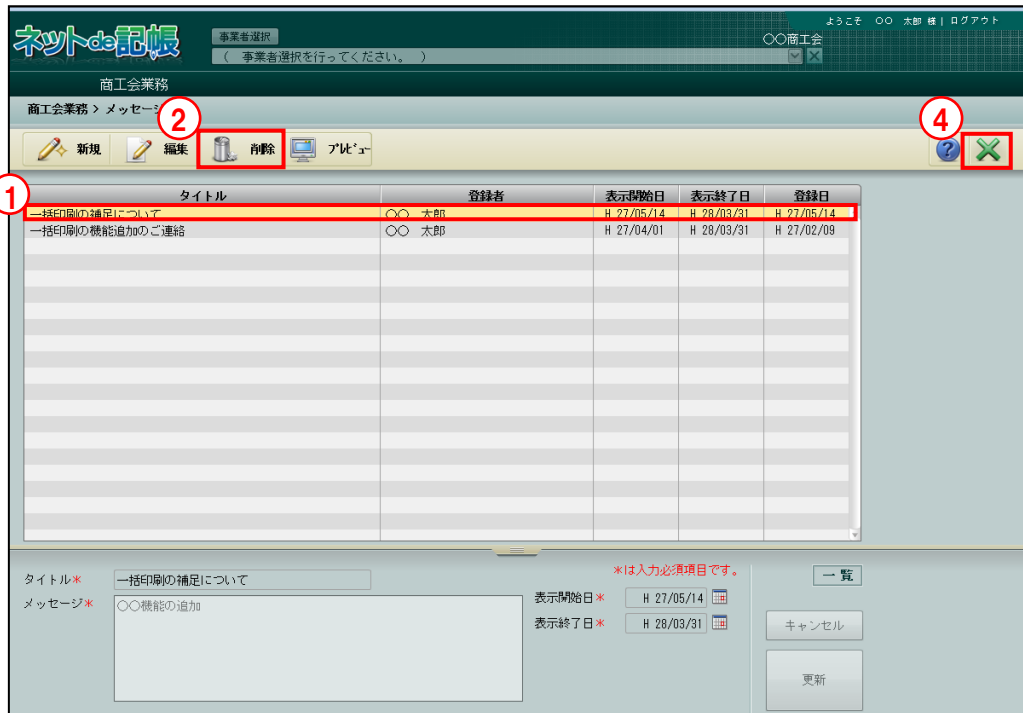 ようこそ 〇〇 太郎 様 | ログアウト
ネットde記帳
事業者選択
〇〇商工会
( 事業者選択を行ってください。 )
商工会業務
商工会業務 > メッセージ
②
④
新規
編集
削除
プレビュー
①
タイトル 登録者 表示開始日 表示終了日 登録日
一括印刷の補足について 〇〇 太郎 H 27/05/14 H 28/03/31 H 27/05/14
一括印刷の機能追加のご連絡 〇〇 太郎 H 27/04/01 H 28/03/31 H 27/02/09
*は入力必須項目です。
一覧
タイトル* 一括印刷の補足について
メッセージ* 〇〇機能の追加
表示開始日* H 27/05/14
表示終了日* H 28/03/31
キャンセル
更新